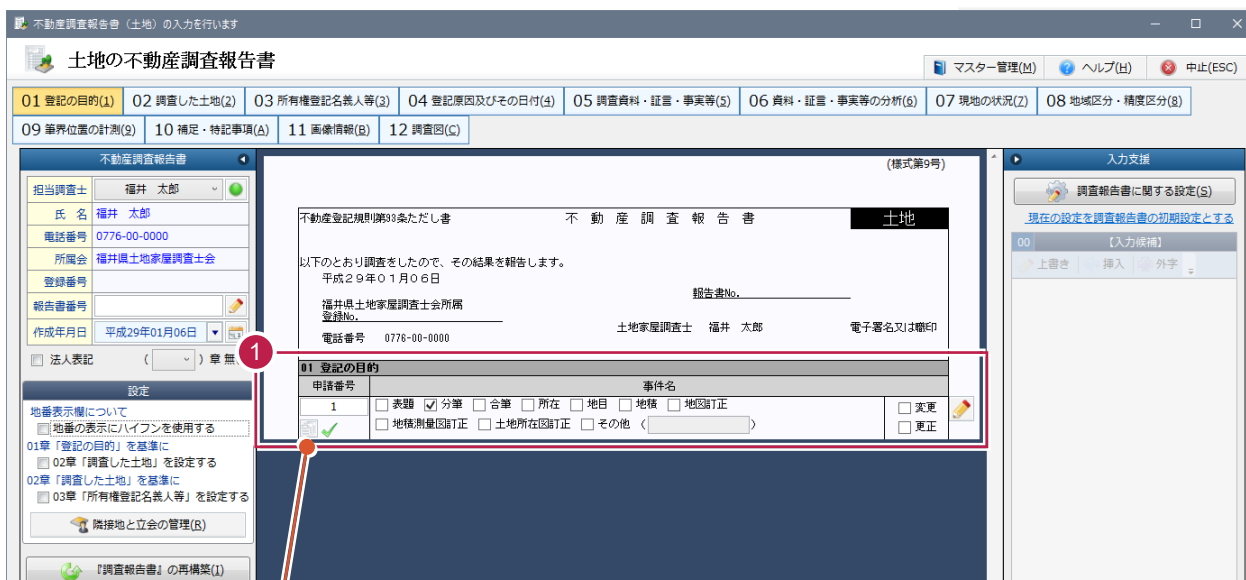 不動産調査報告書（土地）の入力を行います
土地の不動産調査報告書
マスター管理(M) ヘルプ(H) 中止(ESC)
01 登記の目的(1) 02 調査した土地(2) 03 所有権登記名義人等(3) 04 登記原因及びその日付(4) 05 調査資料・証言・事実等(5) 06 資料・証言・事実等の分析(6) 07 現地の状況(7) 08 地域区分・精度区分(8)
09 筆界位置の計測(9) 10 補足・特記事項(A) 11 画像情報(B) 12 調査図(C)
不動産調査報告書
担当調査士 福井 太郎
氏 名 福井 太郎
電話番号 0776-00-0000
所属会 福井県土地家屋調査士会
登録番号
報告書番号
作成年月日 平成29年01月06日
法人表記 ( ) 章 無
設定
地番表示欄について
地番の表示にハイフンを使用する
01章「登記の目的」を基準に
02章「調査した土地」を設定する
02章「調査した土地」を基準に
03章「所有権登記名義人等」を設定する
隣接地と立会の管理(R)
『調査報告書』の再構築(I)
(様式第9号)
不動産登記規則第93条ただし書 不 動 産 調 査 報 告 書 土地
以下のとおり調査をしたので、その結果を報告します。
平成２９年０１月０６日
報告書No.
福井県土地家屋調査士会所属
登録No.
土地家屋調査士 福井 太郎 電子署名又は職印
電話番号 0776-00-0000
1
01 登記の目的
申請番号 事件名
1 表題 分筆 合筆 所在 地目 地積 地図訂正 変更
地積測量図訂正 土地所在図訂正 その他 ( ) 更正
入力支援
調査報告書に関する設定(S)
現在の設定を調査報告書の初期設定とする
00 【入力候補】
上書き 挿入 外字